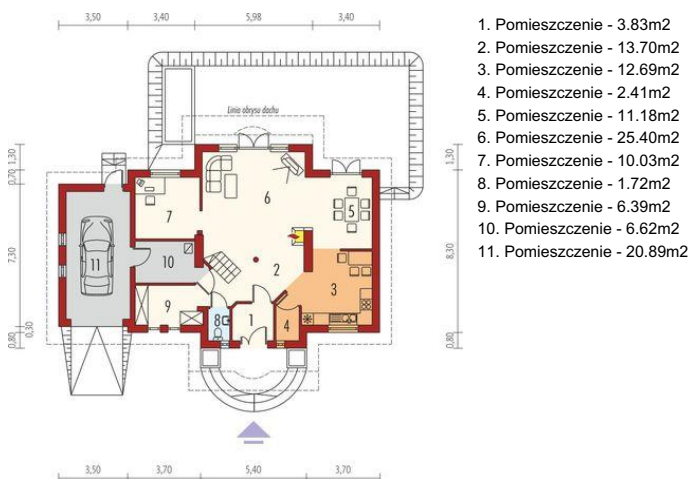 3,50 3,40 5,98 3,40
1. Pomieszczenie - 3.83m2
2. Pomieszczenie - 13.70m2
3. Pomieszczenie - 12.69m2
4. Pomieszczenie - 2.41m2
5. Pomieszczenie - 11.18m2
6. Pomieszczenie - 25.40m2
7. Pomieszczenie - 10.03m2
8. Pomieszczenie - 1.72m2
9. Pomieszczenie - 6.39m2
10. Pomieszczenie - 6.62m2
11. Pomieszczenie - 20.89m2
Linia obrysu dachu
1,30
0,70
7,30
0,80
0,30
1,30
8,30
0,80
6
7
5
11
10
2
3
9
8
1
4
3,50 3,70 5,40 3,70